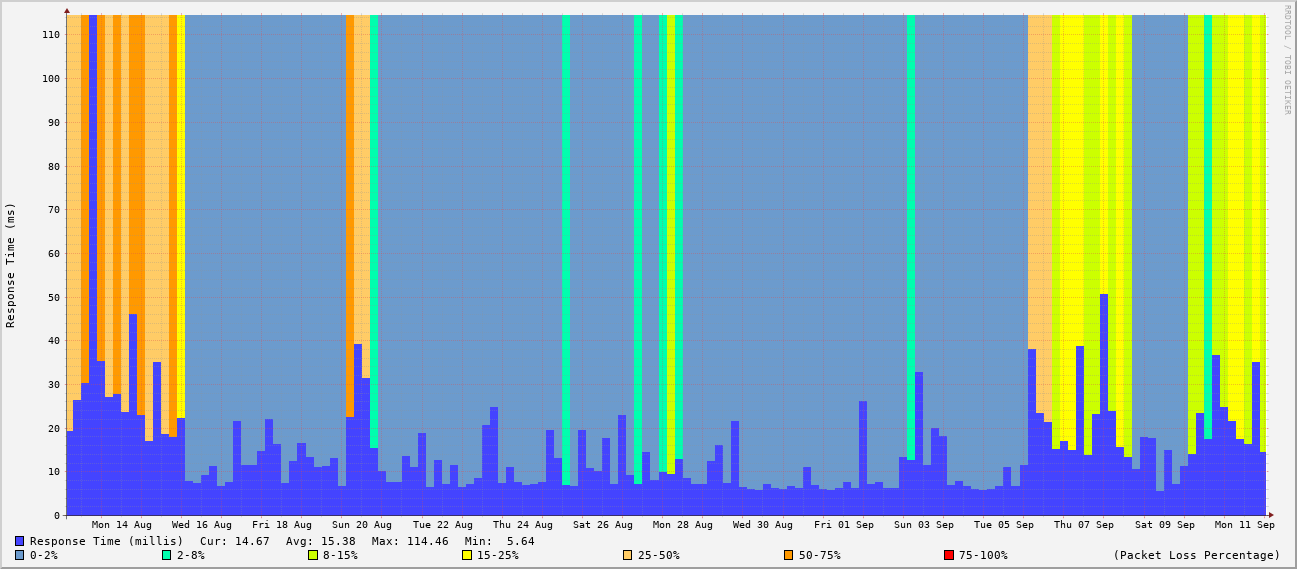 RRDTOOL / TOBI OETIKER
Response Time (ms)
110
100
90
80
70
60
50
40
30
20
10
0
Mon 14 Aug Wed 16 Aug Fri 18 Aug Sun 20 Aug Tue 22 Aug Thu 24 Aug Sat 26 Aug Mon 28 Aug Wed 30 Aug Fri 01 Sep Sun 03 Sep Tue 05 Sep Thu 07 Sep Sat 09 Sep Mon 11 Sep
Response Time (millis) Cur: 14.67 Avg: 15.38 Max: 114.46 Min: 5.64
0-2% 2-8% 8-15% 15-25% 25-50% 50-75% 75-100% (Packet Loss Percentage)